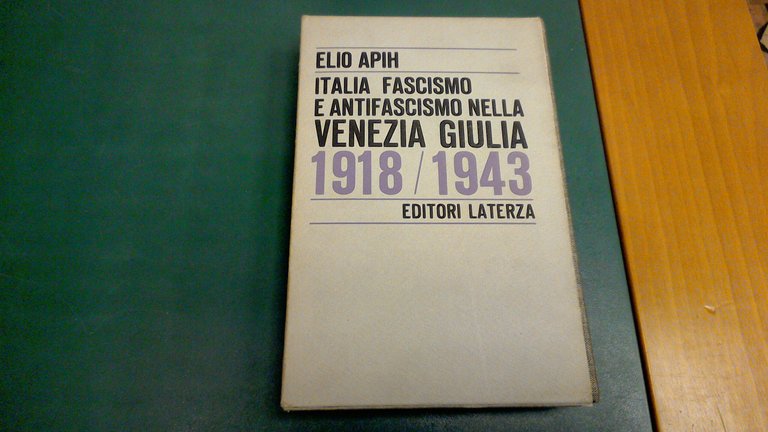 ELIO APIH
ITALIA FASCISMO
E ANTIFASCISMO NELLA
VENEZIA GIULIA
1918 / 1943
EDITORI LATERZA